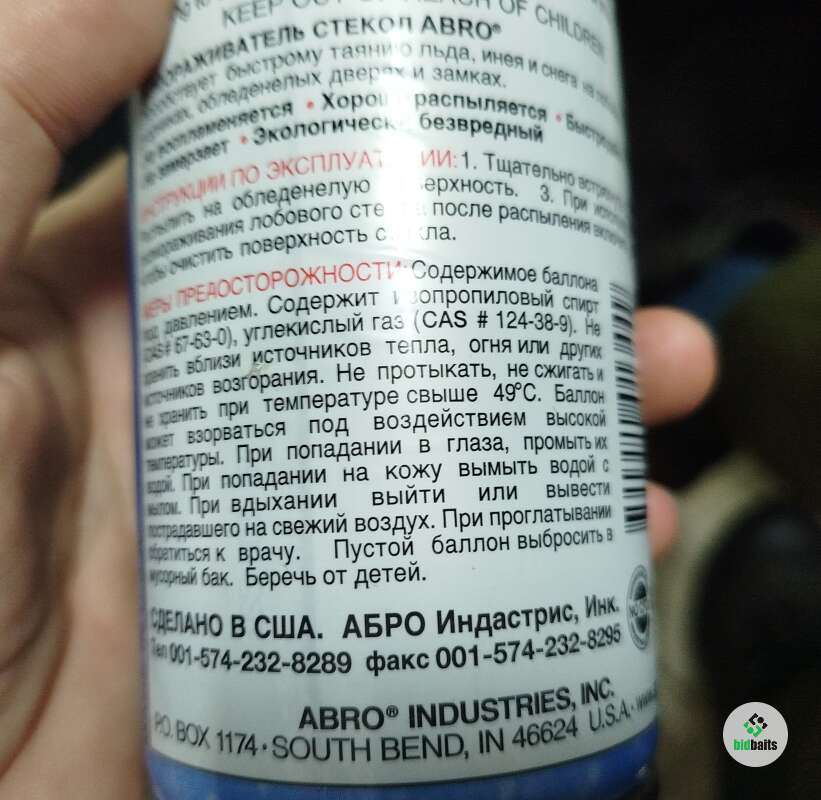 KEEP OUT OF REACH OF CHILDREN
СТЕКОЛ ABRO®
быстрому таянию льда, инея и снега на
обледенелых дверях и замках.
воспламеняется • Хорошо распыляется •
• Экологически безвредный
ИНСТРУКЦИИ ПО ЭКСПЛУАТАЦИИ: 1. Тщательно
на обледенелую поверхность. 3. При
лобового стекла после распыления
очистить поверхность стекла.
МЕРЫ ПРЕДОСТОРОЖНОСТИ: Содержимое баллона
под давлением. Содержит изопропиловый спирт
(CAS # 67-63-0), углекислый газ (CAS # 124-38-9). Не
хранить вблизи источников тепла, огня или других
источников возгорания. Не протыкать, не сжигать и
не хранить при температуре свыше 49°С. Баллон
может взорваться под воздействием высокой
температуры. При попадании в глаза, промыть их
водой. При попадании на кожу вымыть водой с
мылом. При вдыхании выйти или вывести
пострадавшего на свежий воздух. При проглатывании
обратиться к врачу. Пустой баллон выбросить в
мусорный бак. Беречь от детей.
СДЕЛАНО В США. АБРО Индастрис, Инк.
Тел 001-574-232-8289 факс 001-574-232-8295
ABRO® INDUSTRIES, INC.
P.O. BOX 1174 • SOUTH BEND, IN 46624 U.S.A. •
bidbaits